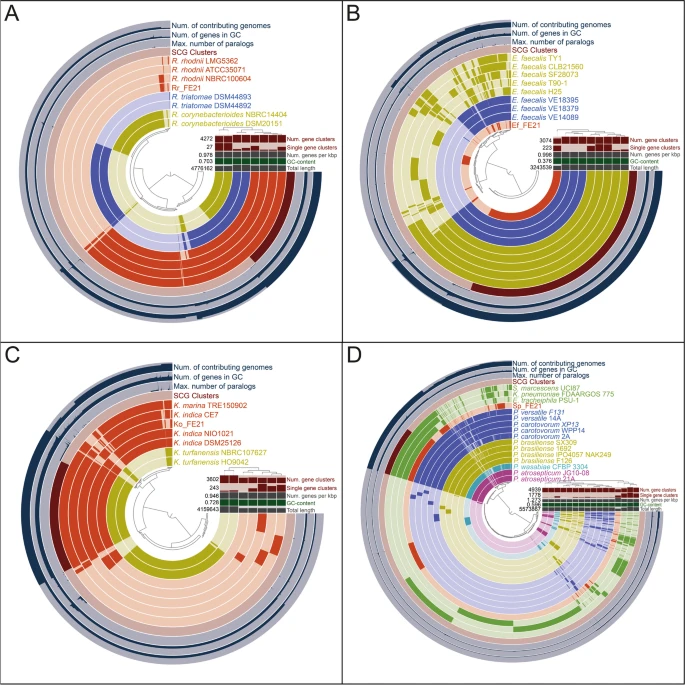 A
Num. of contributing genomes
Num. of genes in GC
Max. number of paralogs
SCG Clusters
R. rhodnii LMG5362
R. rhodnii ATCC35071
R. rhodnii NBRC100604
Rr_FE21
R. triatomae DSM44893
R. triatomae DSM44892
R. corynebacterioides NBRC14404
R. corynebacterioides DSM20151
4272 Num. gene clusters
27 Single gene clusters
0.978 Num. genes per kbp
0.703 GC-content
4776162 Total length
B
Num. of contributing genomes
Num. of genes in GC
Max. number of paralogs
SCG Clusters
E. faecalis TY1
E. faecalis CLB21560
E. faecalis SF28073
E. faecalis T90-1
E. faecalis H25
E. faecalis VE18395
E. faecalis VE18379
E. faecalis VE14089
Ef_FE21
3074 Num. gene clusters
223 Single gene clusters
0.998 Num. genes per kbp
0.376 GC-content
3243539 Total length
C
Num. of contributing genomes
Num. of genes in GC
Max. number of paralogs
SCG Clusters
K. marina TRE150902
K. indica CE7
Ko_FE21
K. indica NIO1021
K. indica DSM25126
K. turfanensis NBRC107627
K. turfanensis HO9042
3602 Num. gene clusters
243 Single gene clusters
0.946 Num. genes per kbp
0.726 GC-content
4159643 Total length
D
Num. of contributing genomes
Num. of genes in GC
Max. number of paralogs
SCG Clusters
S. marcescens UCI87
K. pneumoniae FDAARGOS 775
E. tracheiphila PSU-1
Sp_FE21
P. versatile F131
P. versatile 14A
P. carotovorum XP13
P. carotovorum WPP14
P. carotovorum 2A
P. brasiliense SX309
P. brasiliense 1692
P. brasiliense IPO4057 NAK249
P. brasiliense F126
P. wasabiae CFBP 3304
P. atrosepticum JG10-08
P. atrosepticum 21A
4939 Num. gene clusters
1778 Single gene clusters
1.273 Num. genes per kbp
GC-content
5573867 Total length